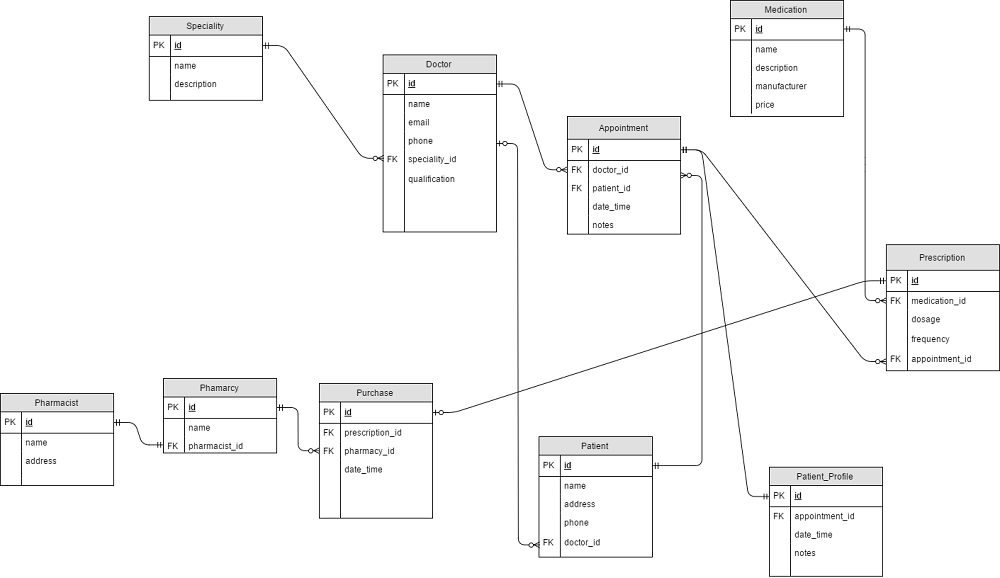 Speciality
PK id
name
description
Doctor
PK id
name
email
phone
FK speciality_id
qualification
Appointment
PK id
FK doctor_id
FK patient_id
date_time
notes
Medication
PK id
name
description
manufacturer
price
Prescription
PK id
FK medication_id
dosage
frequency
FK appointment_id
Pharmacist
PK id
name
address
Phamarcy
PK id
name
FK pharmacist_id
Purchase
PK id
FK prescription_id
FK pharmacy_id
date_time
Patient
PK id
name
address
phone
FK doctor_id
Patient_Profile
PK id
FK appointment_id
date_time
notes